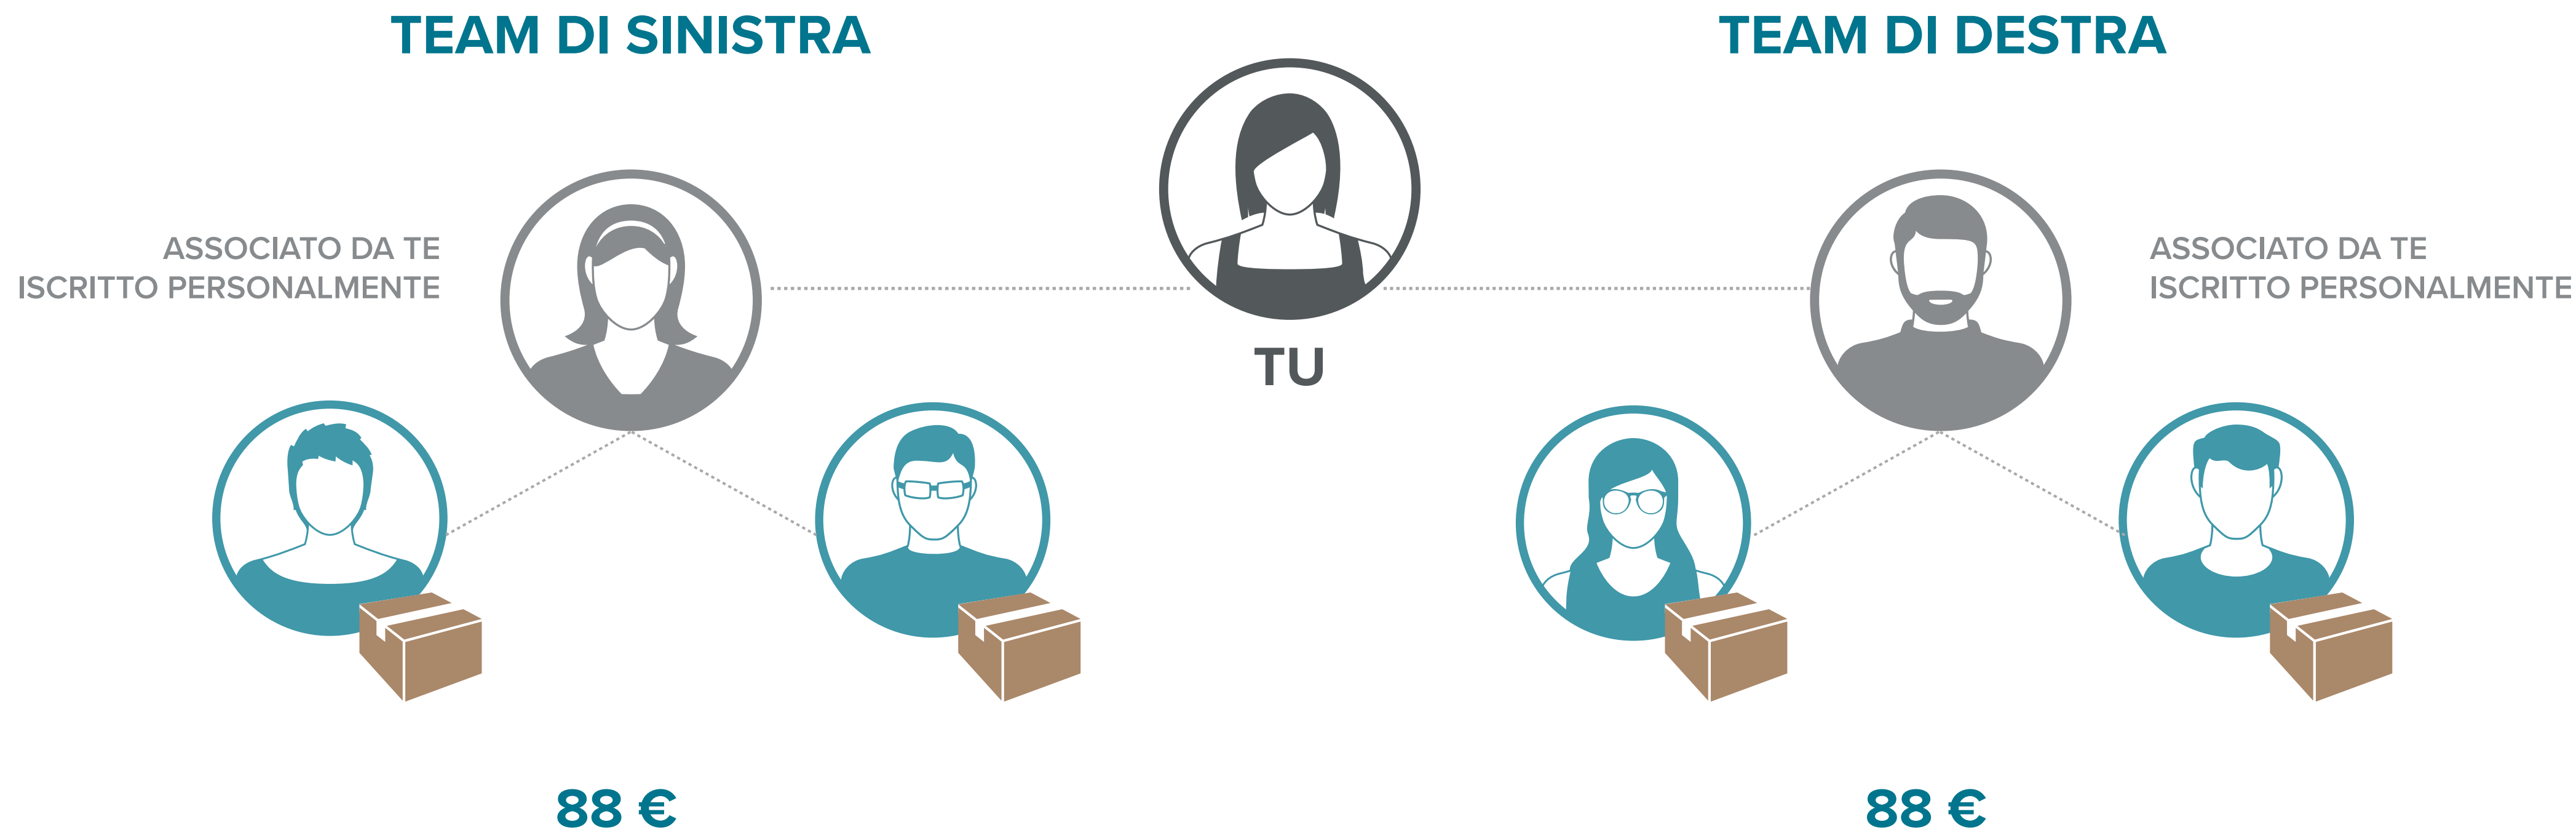 TEAM DI SINISTRA
TEAM DI DESTRA
ASSOCIATO DA TE
ISCRITTO PERSONALMENTE
TU
ASSOCIATO DA TE
ISCRITTO PERSONALMENTE
88 €
88 €